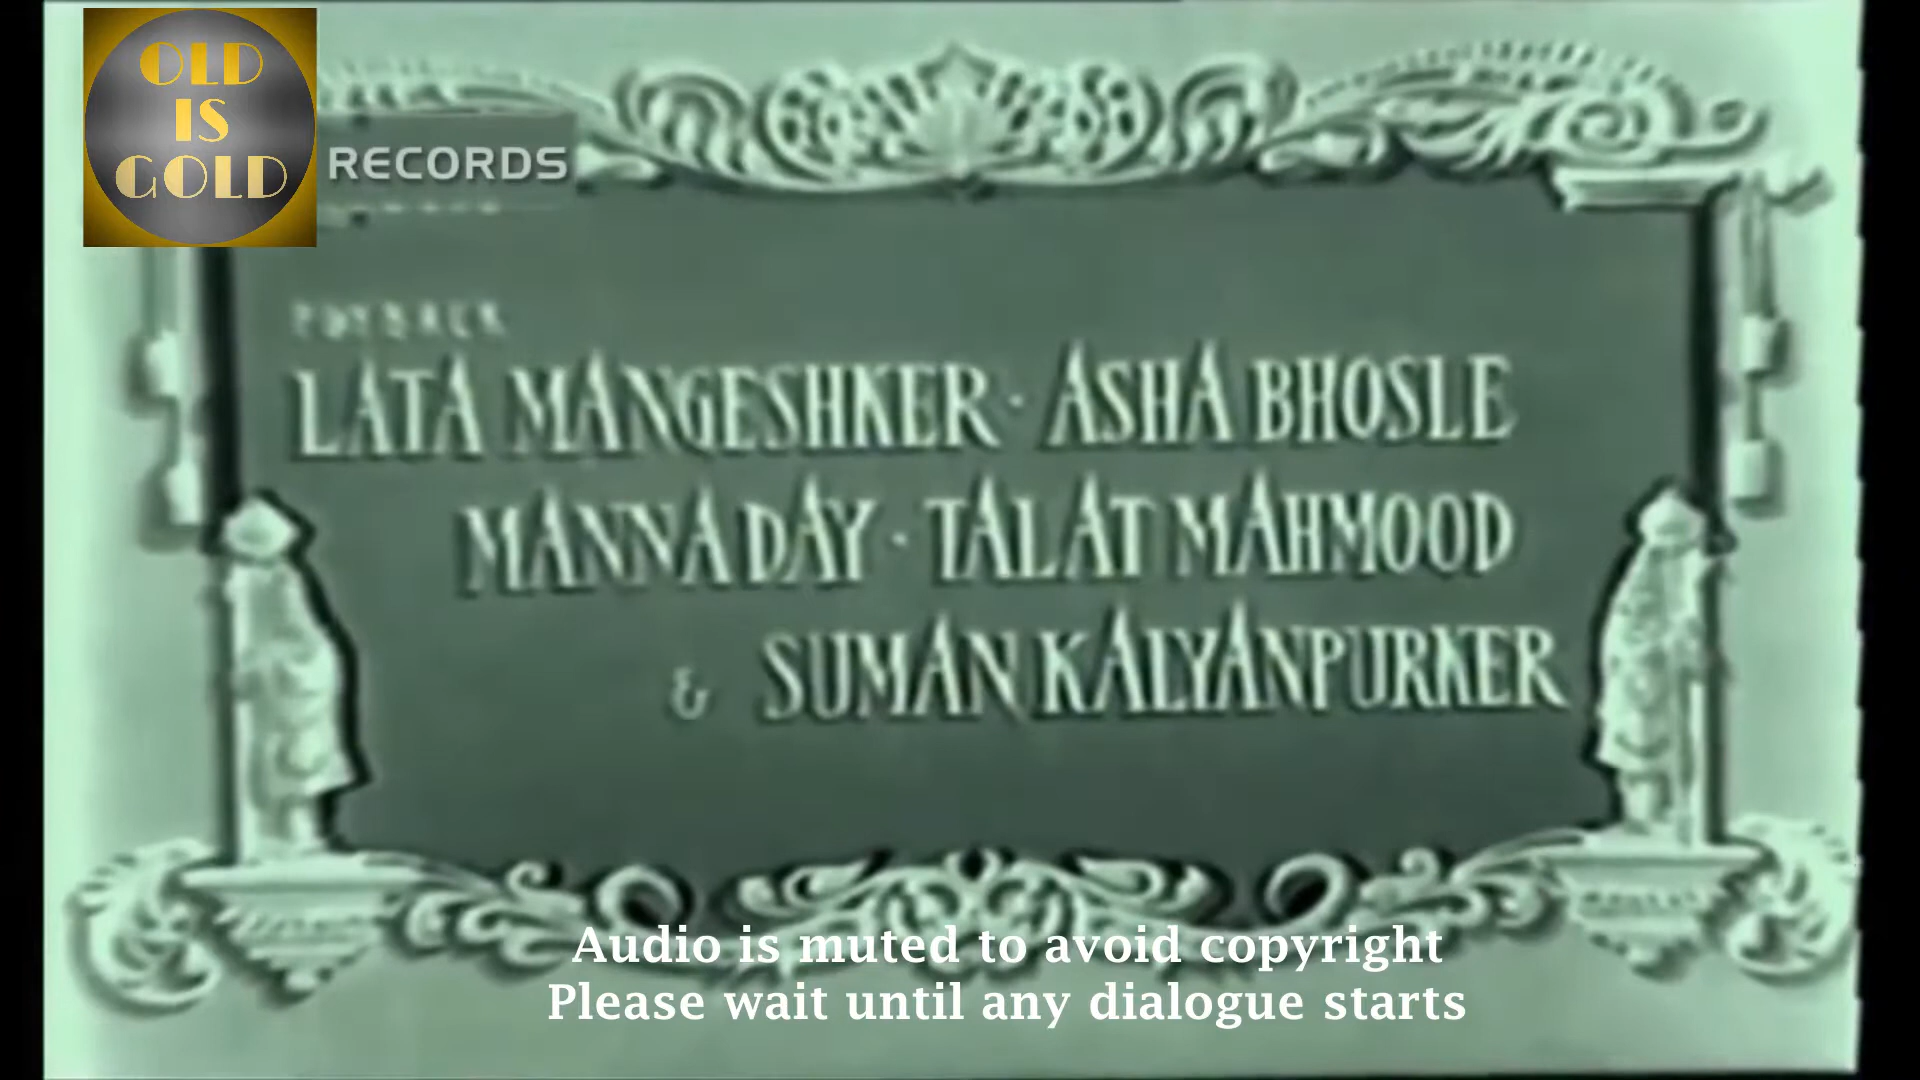 OLD
IS
GOLD
RECORDS
PLAYBACK
LATA MANGESHKER · ASHA BHOSLE
MANNA DAY · TALAT MAHMOOD
& SUMAN KALYANPURKER
Audio is muted to avoid copyright
Please wait until any dialogue starts